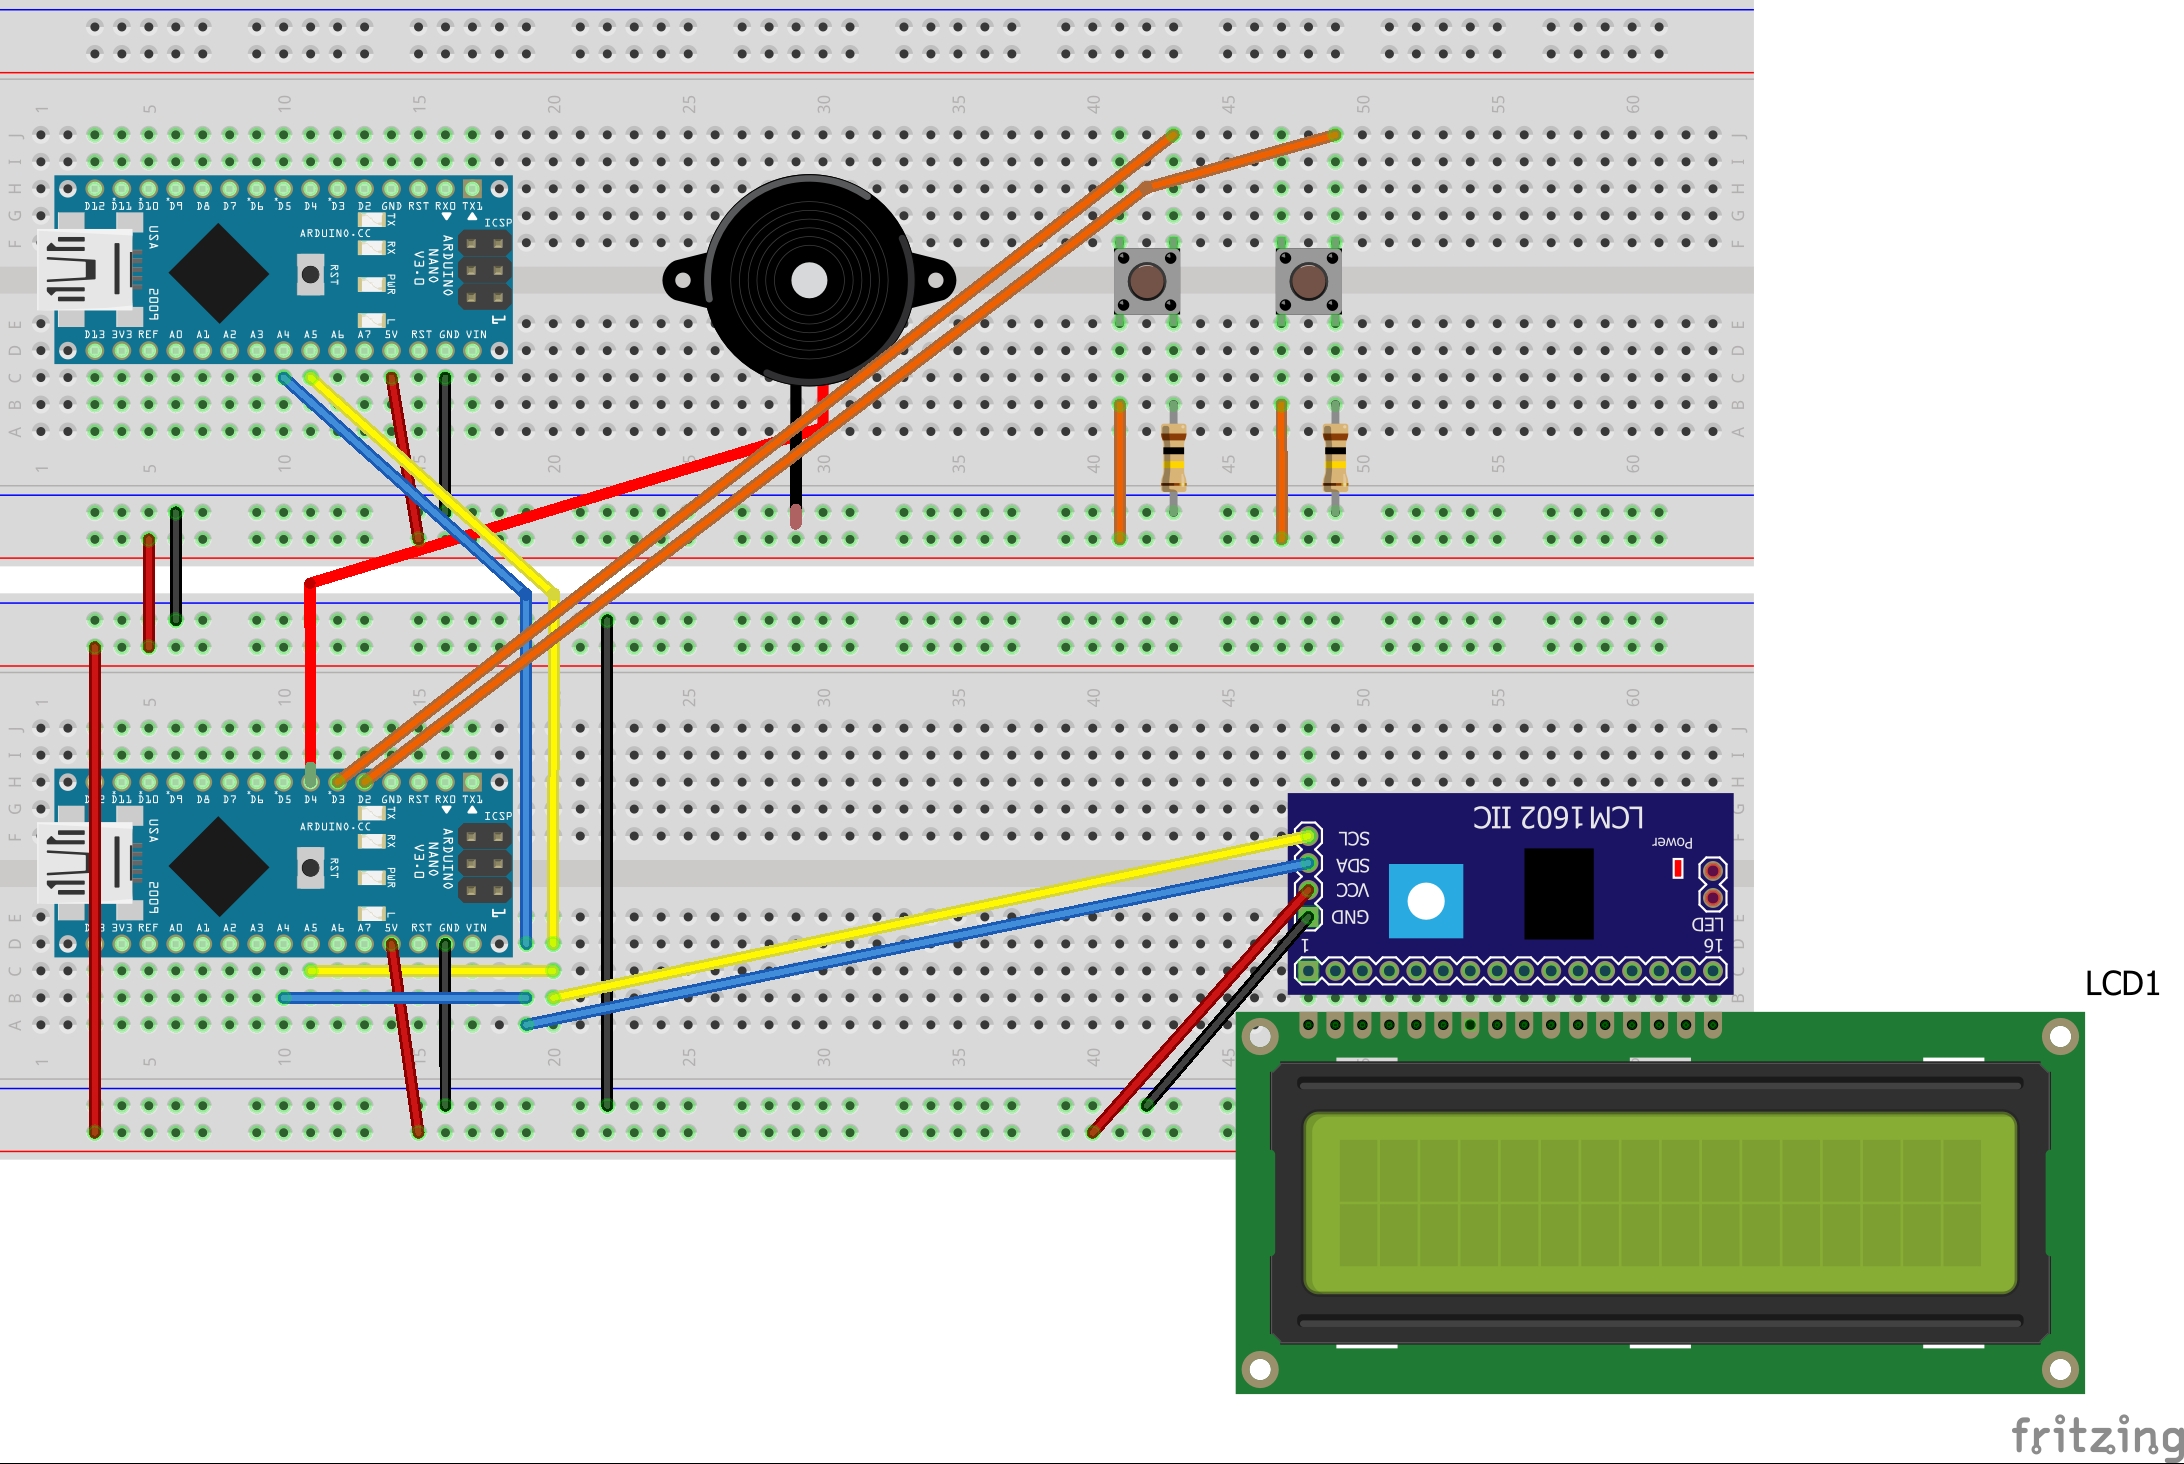 1 5 10 15 20 25 30 35 40 45 50 55 60
J I H G F
J I H G F
D12 D11 D10 D9 D8 D7 D6 D5 D4 D3 D2 GND RST RX0 TX1
USA
ARDUINO.CC
TX
RX
PWR
L
RST
ICSP
ARDUINO
NANO
V3.0
2009
1
D13 3V3 REF A0 A1 A2 A3 A4 A5 A6 A7 5V RST GND VIN
E D C B A
E D C B A
1 5 10 15 20 25 30 35 40 45 50 55 60
1 5 10 15 20 25 30 35 40 45 50 55 60
J I H G F
J I H G F
D11 D10 D9 D8 D7 D6 D5 D4 D3 D2 GND RST RX0 TX1
USA
ARDUINO.CC
TX
RX
PWR
L
RST
ICSP
ARDUINO
NANO
V3.0
2009
1
3V3 REF A0 A1 A2 A3 A4 A5 A6 A7 5V RST GND VIN
E D C B A
E D C B
1 5 10 15 20 25 30 35 40 45
LCM1602 IIC
SCL
SDA
VCC
GND
Power
LED
1
16
LCD1
fritzing